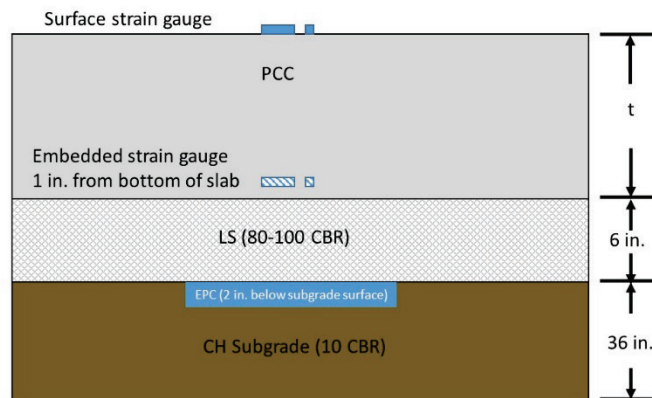 Surface strain gauge
PCC
t
Embedded strain gauge
1 in. from bottom of slab
LS (80-100 CBR)
6 in.
EPC (2 in. below subgrade surface)
CH Subgrade (10 CBR)
36 in.